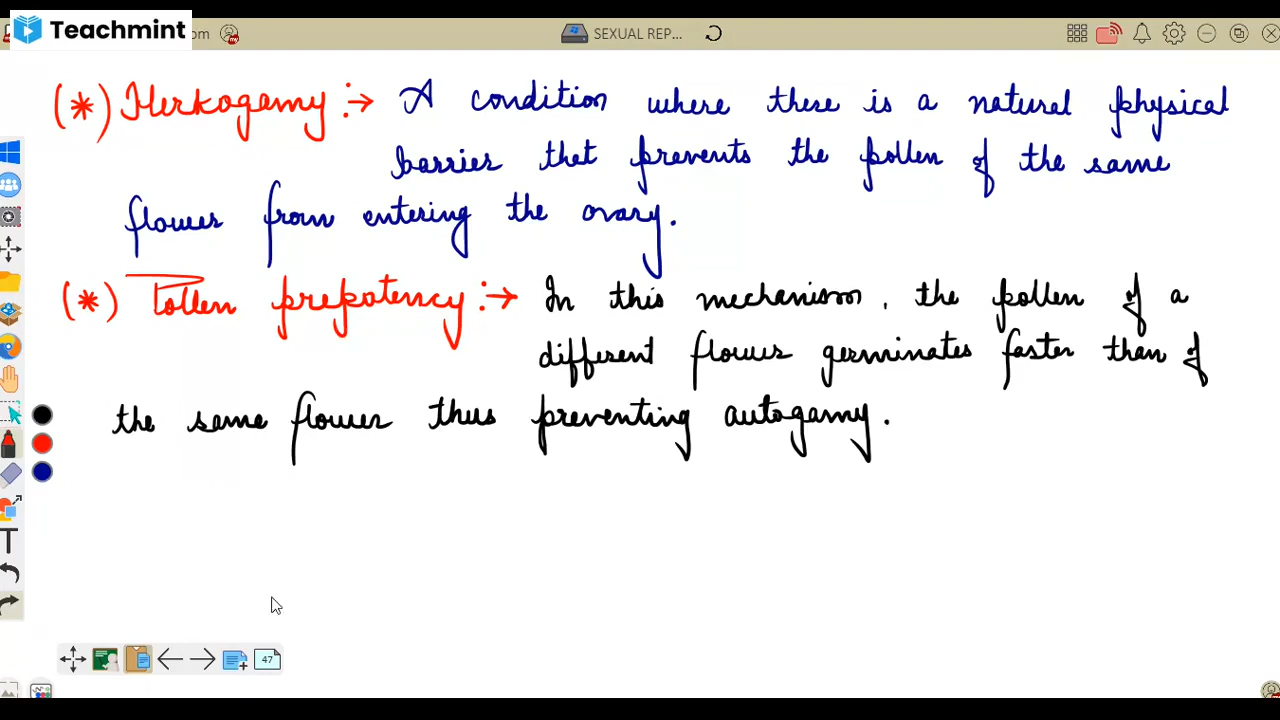 Teachmint
om
SEXUAL REP...
(*) Herkogamy :→ A condition where there is a natural physical
barrier that prevents the pollen of the same
flower from entering the ovary.
(*) Pollen prepotency :→ In this mechanism, the pollen of a
different flower germinates faster than of
the same flower thus preventing autogamy.
T
47